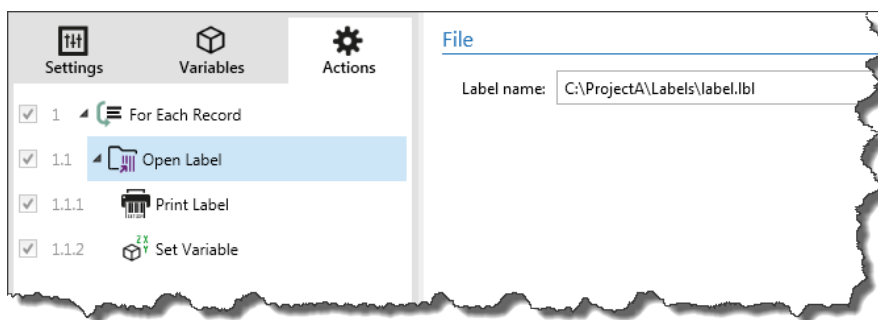 Settings Variables Actions
1 For Each Record
1.1 Open Label
1.1.1 Print Label
1.1.2 Set Variable
File
Label name: C:\ProjectA\Labels\label.lbl